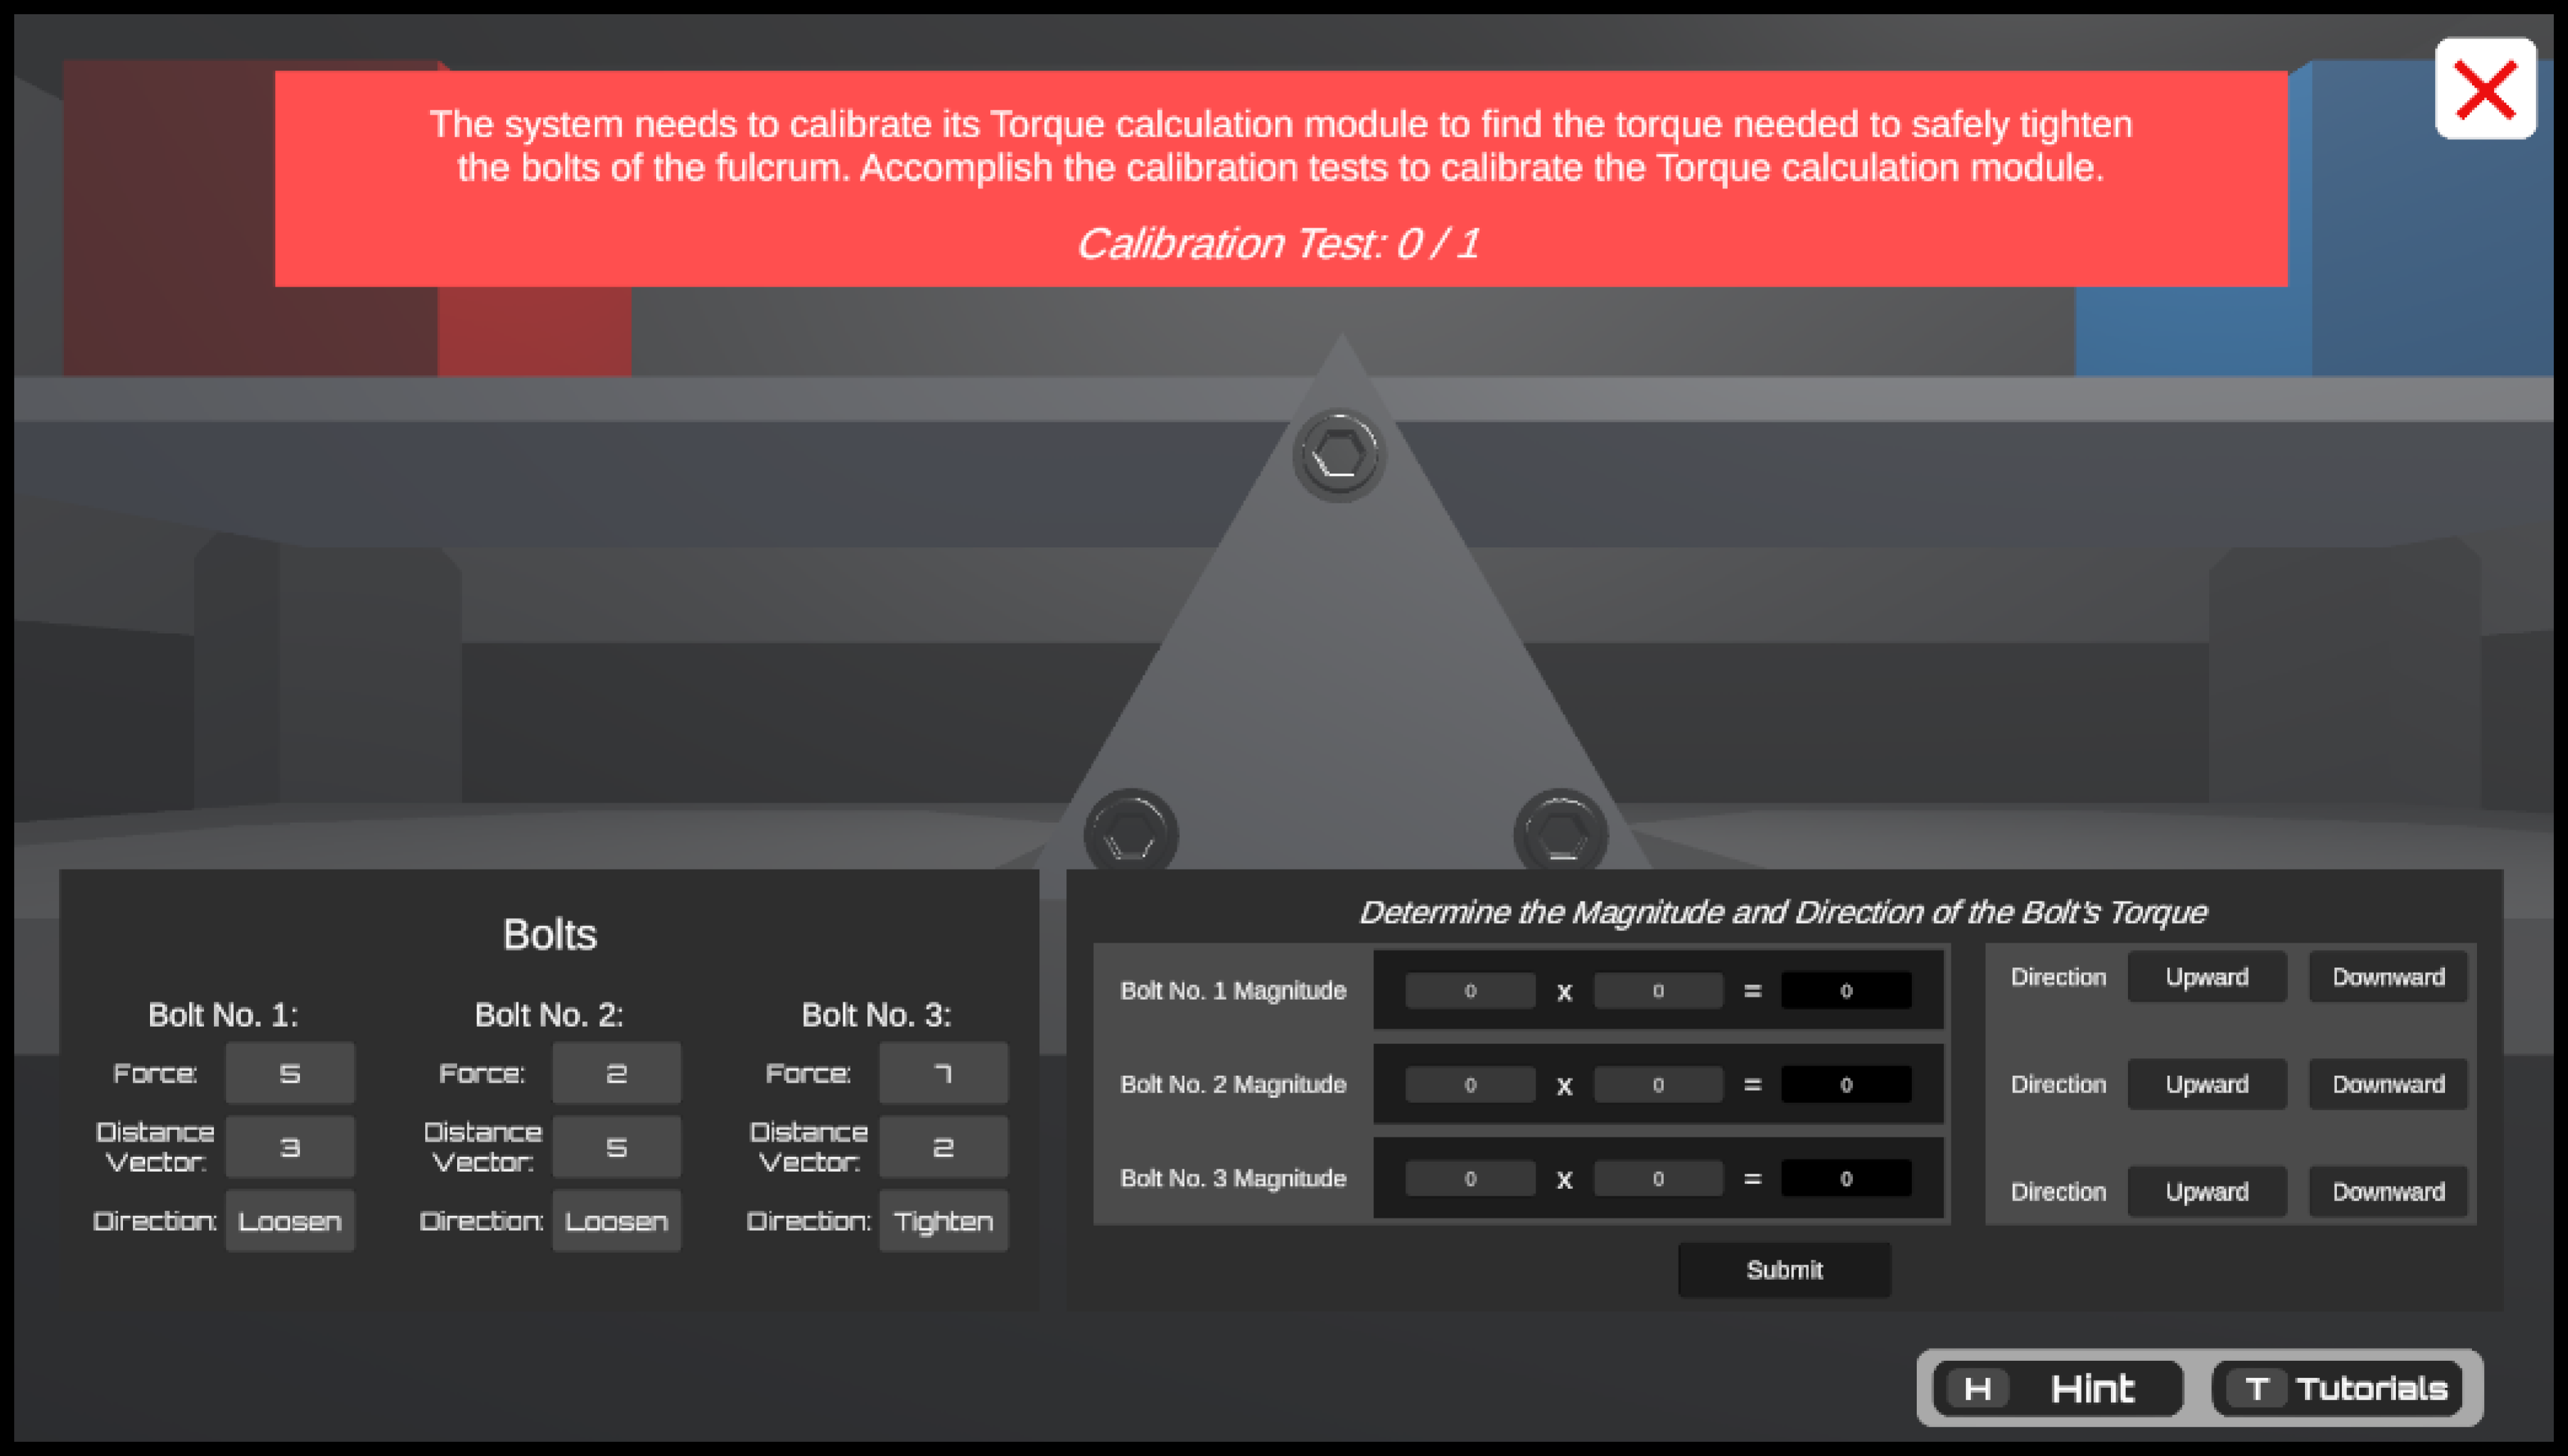 The system needs to calibrate its Torque calculation module to find the torque needed to safely tighten
the bolts of the fulcrum. Accomplish the calibration tests to calibrate the Torque calculation module.
Calibration Test: 0 / 1
Bolts
Bolt No. 1:
Force: 5
Distance
Vector: 3
Direction: Loosen
Bolt No. 2:
Force: 2
Distance
Vector: 5
Direction: Loosen
Bolt No. 3:
Force: 7
Distance
Vector: 2
Direction: Tighten
Determine the Magnitude and Direction of the Bolt's Torque
Bolt No. 1 Magnitude 0 x 0 = 0
Direction Upward Downward
Bolt No. 2 Magnitude 0 x 0 = 0
Direction Upward Downward
Bolt No. 3 Magnitude 0 x 0 = 0
Direction Upward Downward
Submit
H Hint T Tutorials